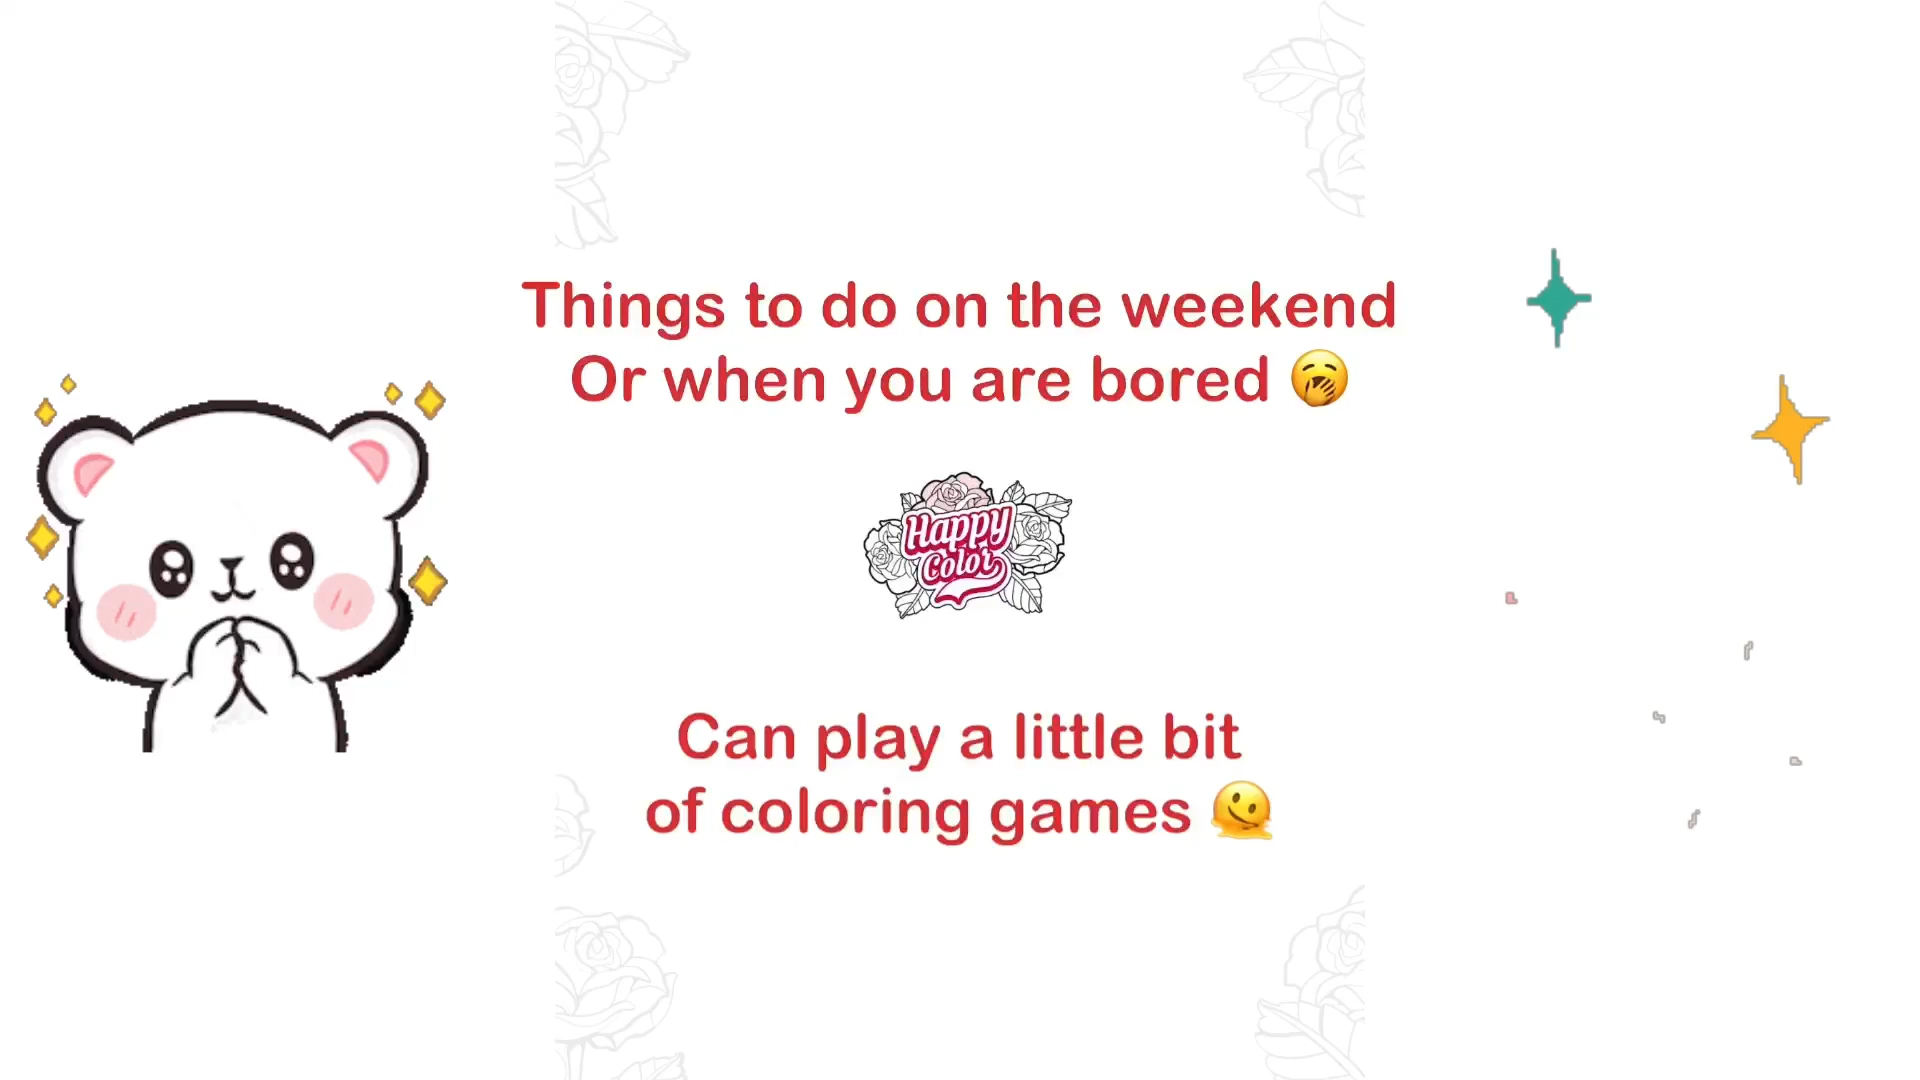 Things to do on the weekend
Or when you are bored 🥱
Happy
Color
Can play a little bit
of coloring games 🫠